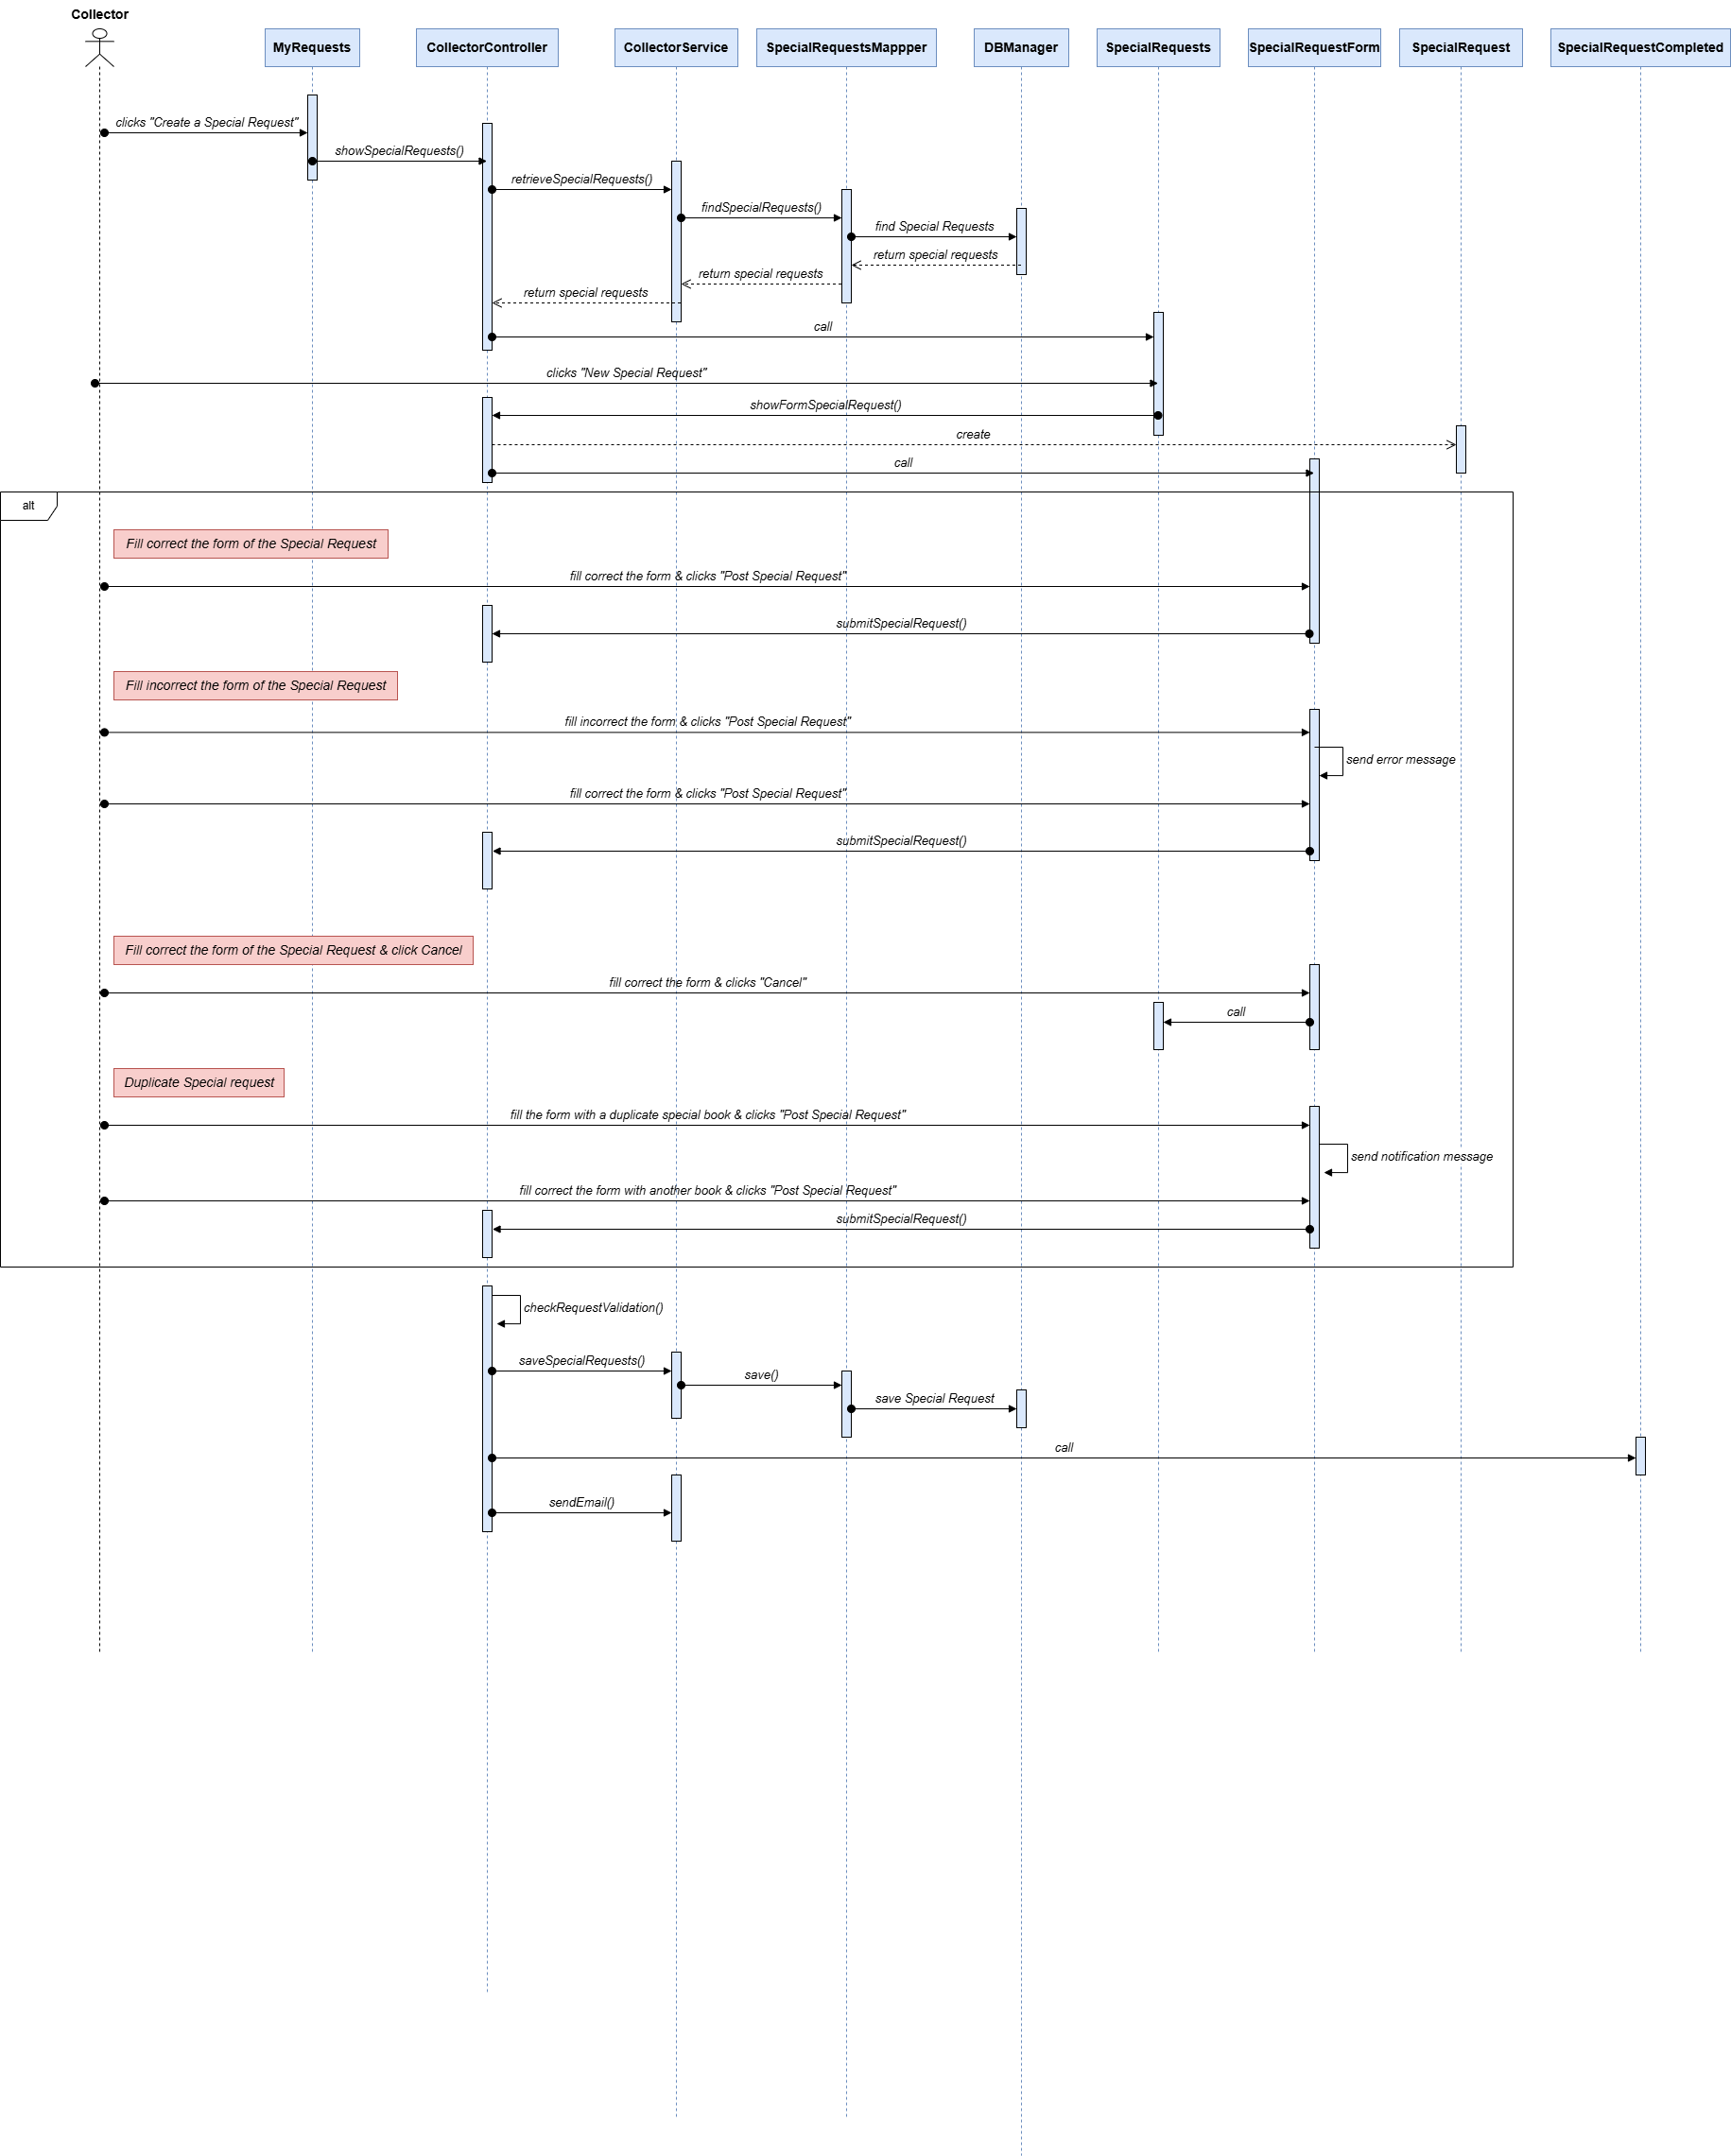 Collector
MyRequests
CollectorController
CollectorService
SpecialRequestsMappper
DBManager
SpecialRequests
SpecialRequestForm
SpecialRequest
SpecialRequestCompleted
clicks "Create a Special Request"
showSpecialRequests()
retrieveSpecialRequests()
findSpecialRequests()
find Special Requests
return special requests
return special requests
return special requests
call
clicks "New Special Request"
showFormSpecialRequest()
create
call
alt
Fill correct the form of the Special Request
fill correct the form & clicks "Post Special Request"
submitSpecialRequest()
Fill incorrect the form of the Special Request
fill incorrect the form & clicks "Post Special Request"
send error message
fill correct the form & clicks "Post Special Request"
submitSpecialRequest()
Fill correct the form of the Special Request & click Cancel
fill correct the form & clicks "Cancel"
call
Duplicate Special request
fill the form with a duplicate special book & clicks "Post Special Request"
send notification message
fill correct the form with another book & clicks "Post Special Request"
submitSpecialRequest()
checkRequestValidation()
saveSpecialRequests()
save()
save Special Request
call
sendEmail()